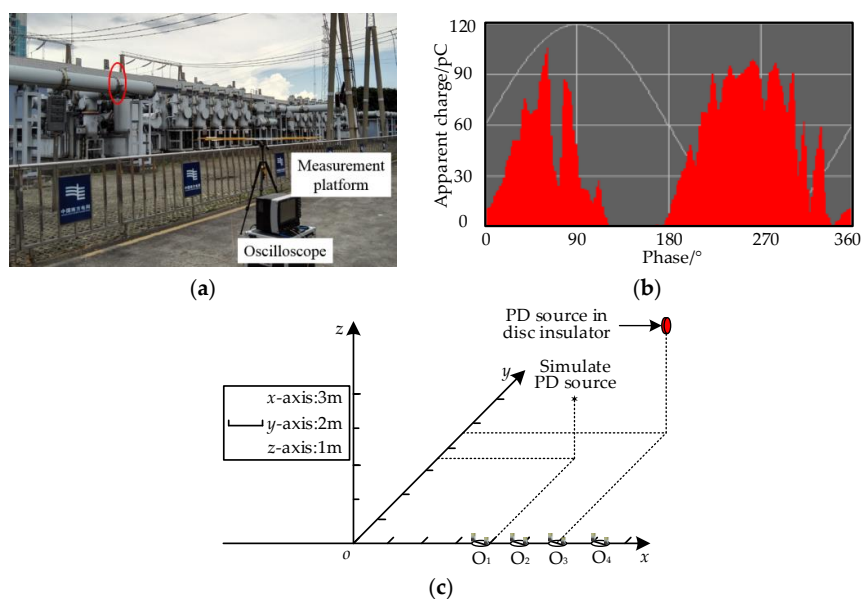 Measurement
platform
Oscilloscope
(a)
Apparent charge/pC
120
90
60
30
0
0
90
180
270
360
Phase/°
(b)
z
PD source in
disc insulator
Simulate
PD source
y
x-axis:3m
y-axis:2m
z-axis:1m
o
O₁
O₂
O₃
O₄
x
(c)